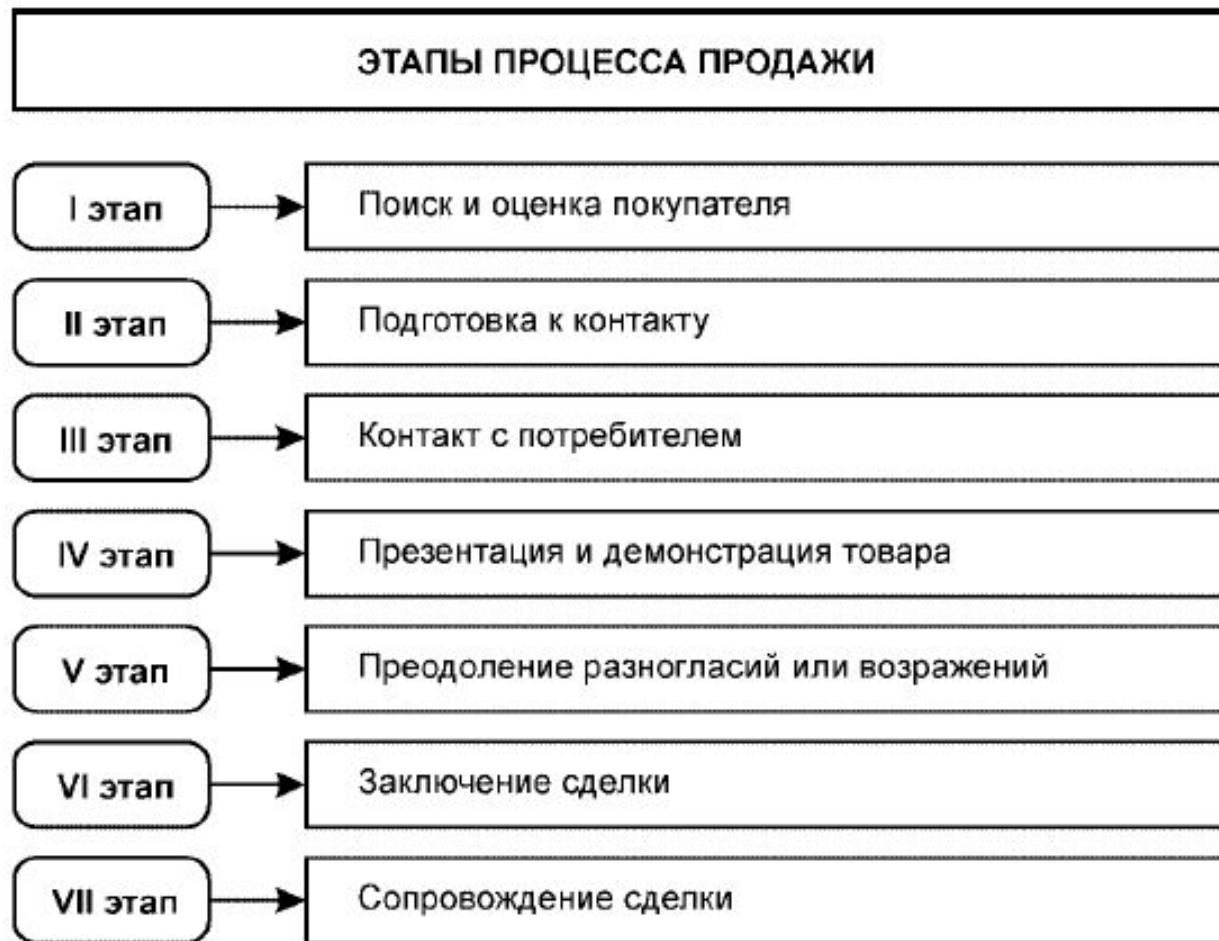 ЭТАПЫ ПРОЦЕССА ПРОДАЖИ
I этап Поиск и оценка покупателя
II этап Подготовка к контакту
III этап Контакт с потребителем
IV этап Презентация и демонстрация товара
V этап Преодоление разногласий или возражений
VI этап Заключение сделки
VII этап Сопровождение сделки